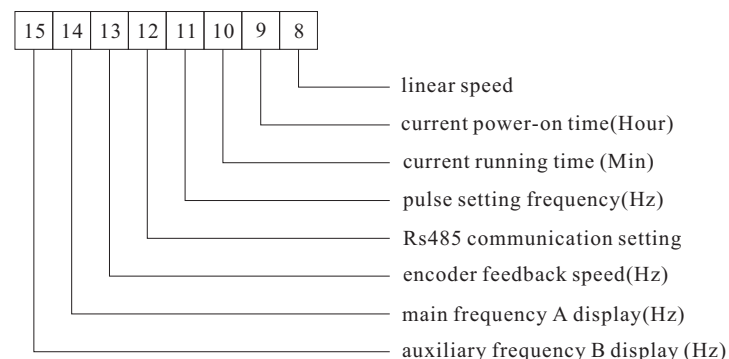 15 14 13 12 11 10 9 8
linear speed
current power-on time(Hour)
current running time (Min)
pulse setting frequency(Hz)
Rs485 communication setting
encoder feedback speed(Hz)
main frequency A display(Hz)
auxiliary frequency B display (Hz)